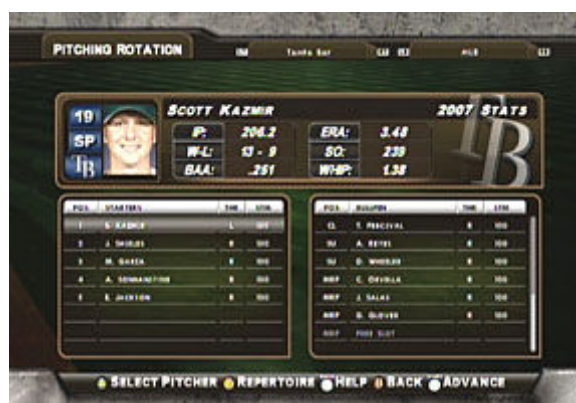 PITCHING ROTATION Tampa Bay MLB
19 SCOTT KAZMIR 2007 STATS
SP IP: 206.2 ERA: 3.48
TB W-L: 13 - 9 SO: 239 TB
BAA: .251 WHIP: 1.38
POS STARTERS THR STM POS BULLPEN THR STM
1 S. KAZMIR L 100 CL T. PERCIVAL R 100
2 J. SHIELDS R 100 SU A. REYES R 100
3 M. GARZA R 100 SU D. WHEELER R 100
4 A. SONNANSTINE R 100 MRP C. ORVELLA R 100
5 E. JACKSON R 100 MRP J. SALAS R 100
MRP G. GLOVER R 100
MRP FREE SLOT
SELECT PITCHER REPERTOIRE HELP BACK ADVANCE